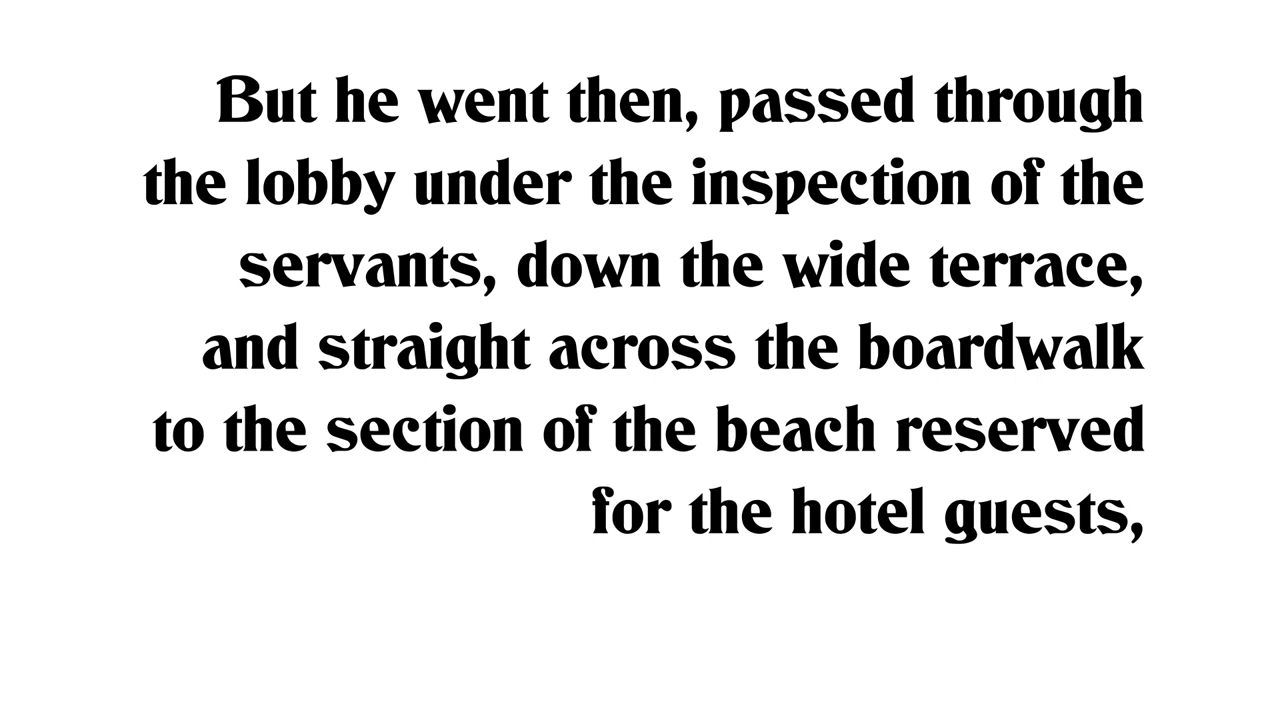 But he went then, passed through
the lobby under the inspection of the
servants, down the wide terrace,
and straight across the boardwalk
to the section of the beach reserved
for the hotel guests,